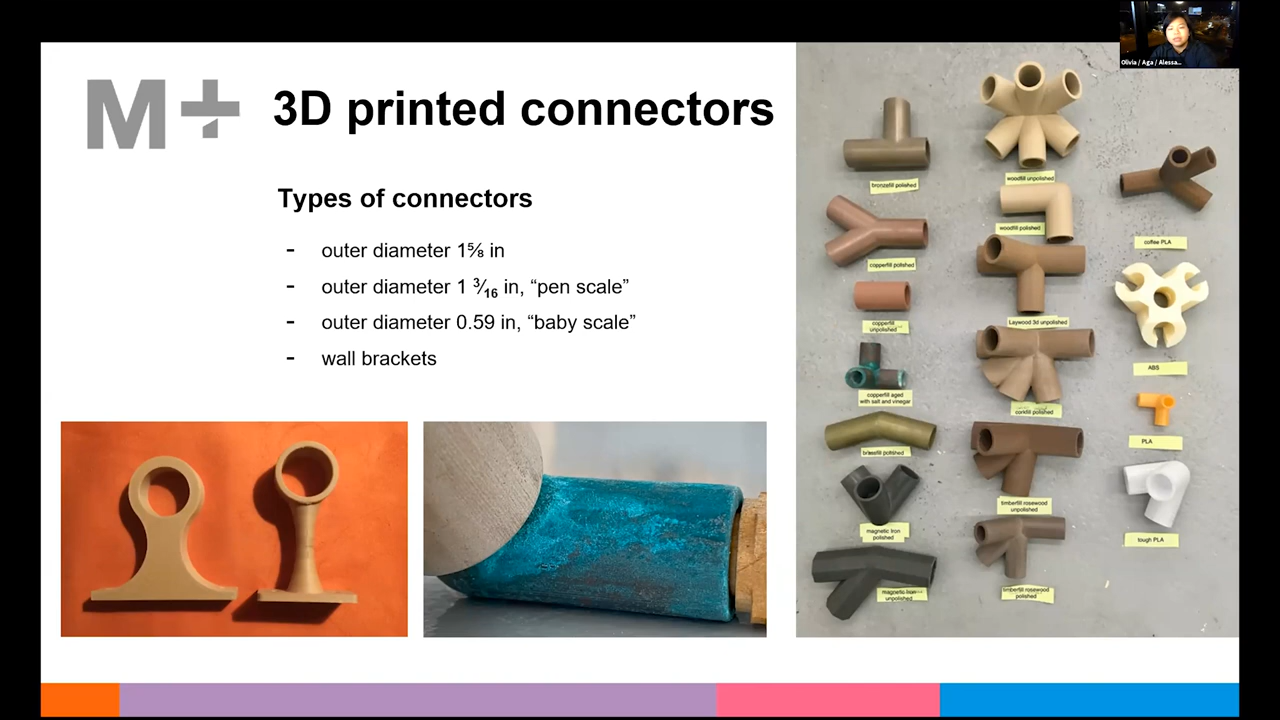 M+
3D printed connectors
Types of connectors
- outer diameter 1⅝ in
- outer diameter 1 ³⁄₁₆ in, “pen scale”
- outer diameter 0.59 in, “baby scale”
- wall brackets
bronzefill polished
copperfill polished
copperfill
unpolished
copperfill aged
with salt and vinegar
brassfill polished
magnetic iron
polished
magnetic iron
unpolished
woodfill unpolished
woodfill polished
Laywood 3d unpolished
corkfill polished
timberfill rosewood
unpolished
timberfill rosewood
polished
coffee PLA
ABS
PLA
tough PLA
Olivia / Aga / Alessa...